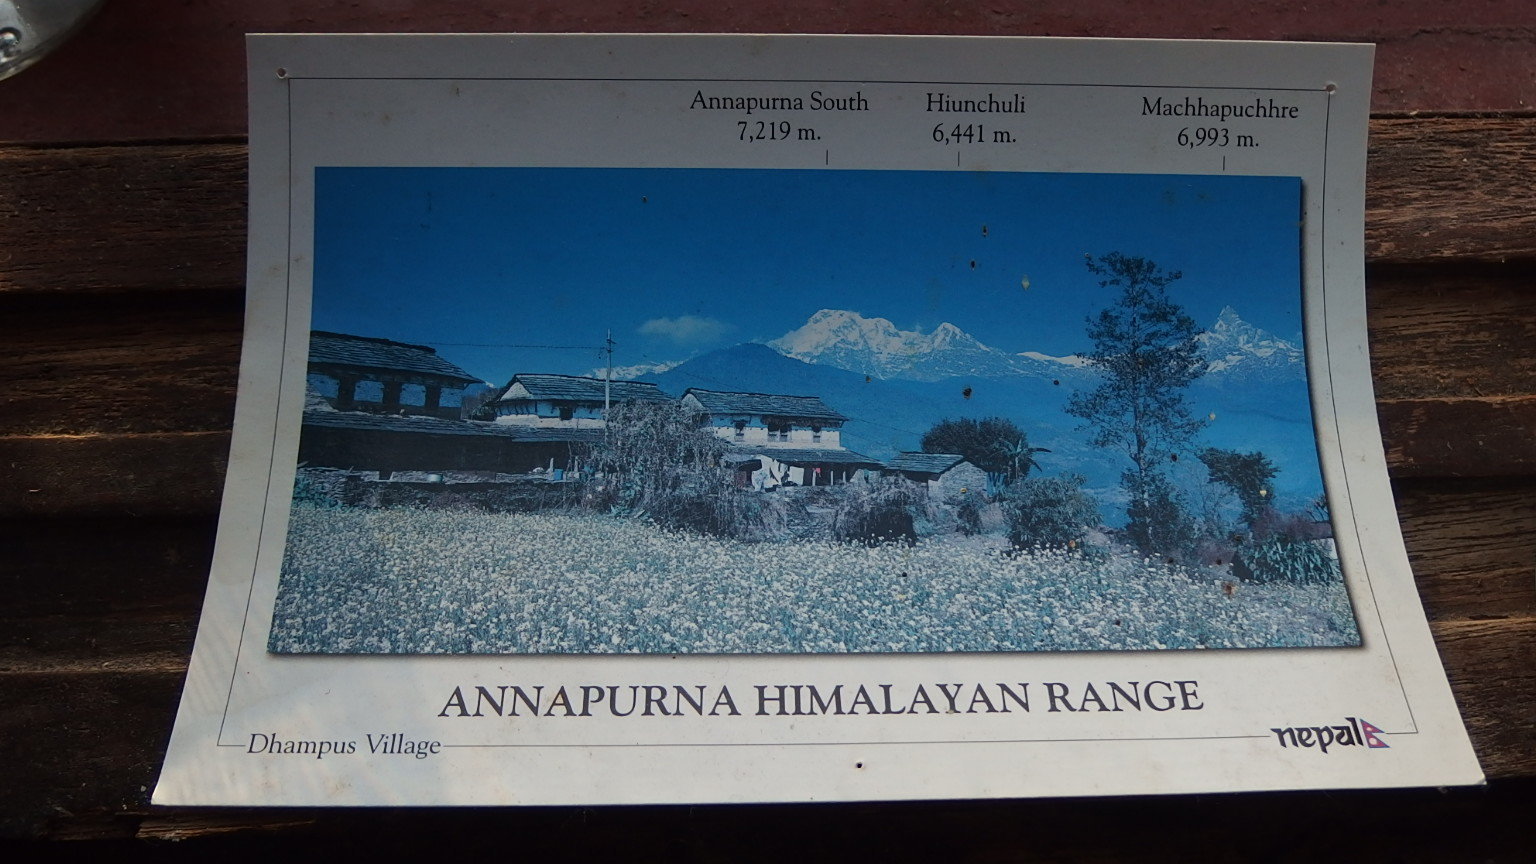 Annapurna South
7,219 m.
Hiunchuli
6,441 m.
Machhapuchhre
6,993 m.
ANNAPURNA HIMALAYAN RANGE
Dhampus Village
nepal